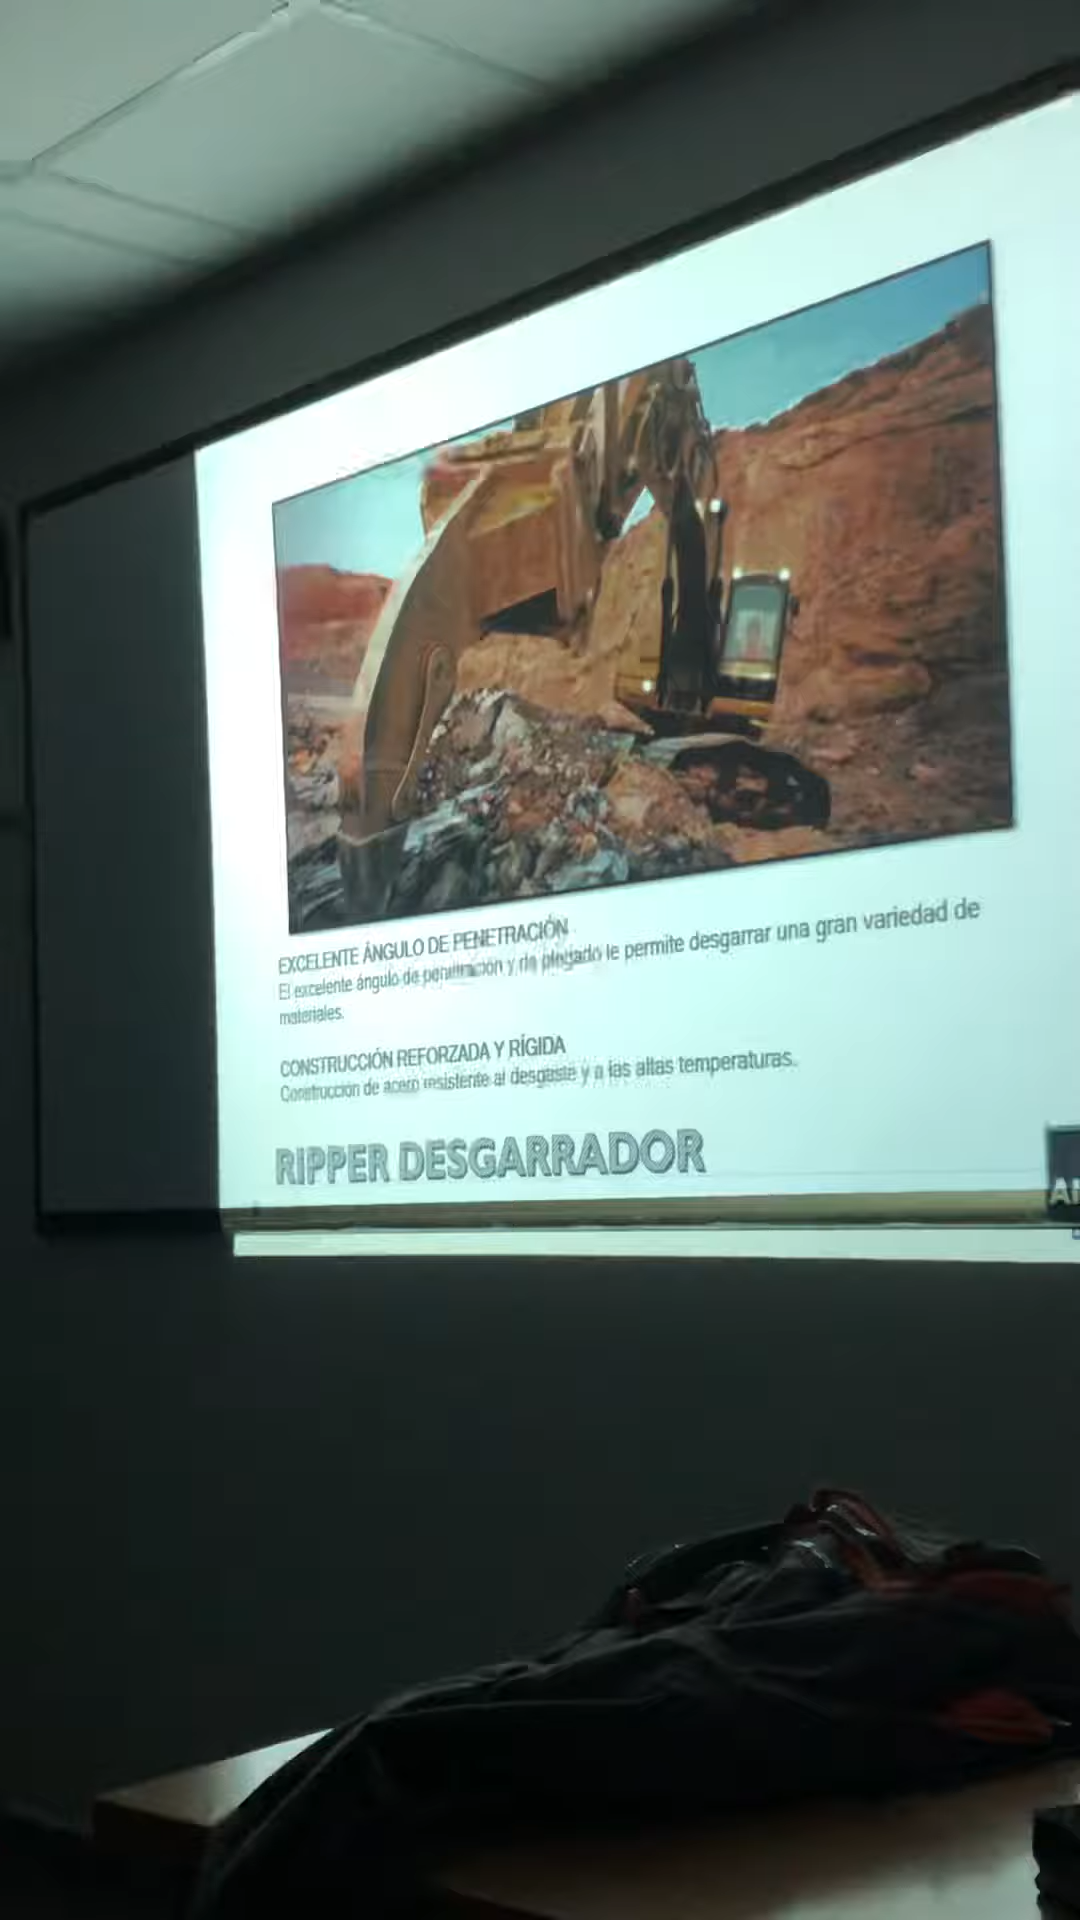 EXCELENTE ÁNGULO DE PENETRACIÓN
El excelente ángulo de penetración y de plegado le permite desgarrar una gran variedad de
materiales.
CONSTRUCCIÓN REFORZADA Y RÍGIDA
Construcción de acero resistente al desgaste y a las altas temperaturas.
RIPPER DESGARRADOR